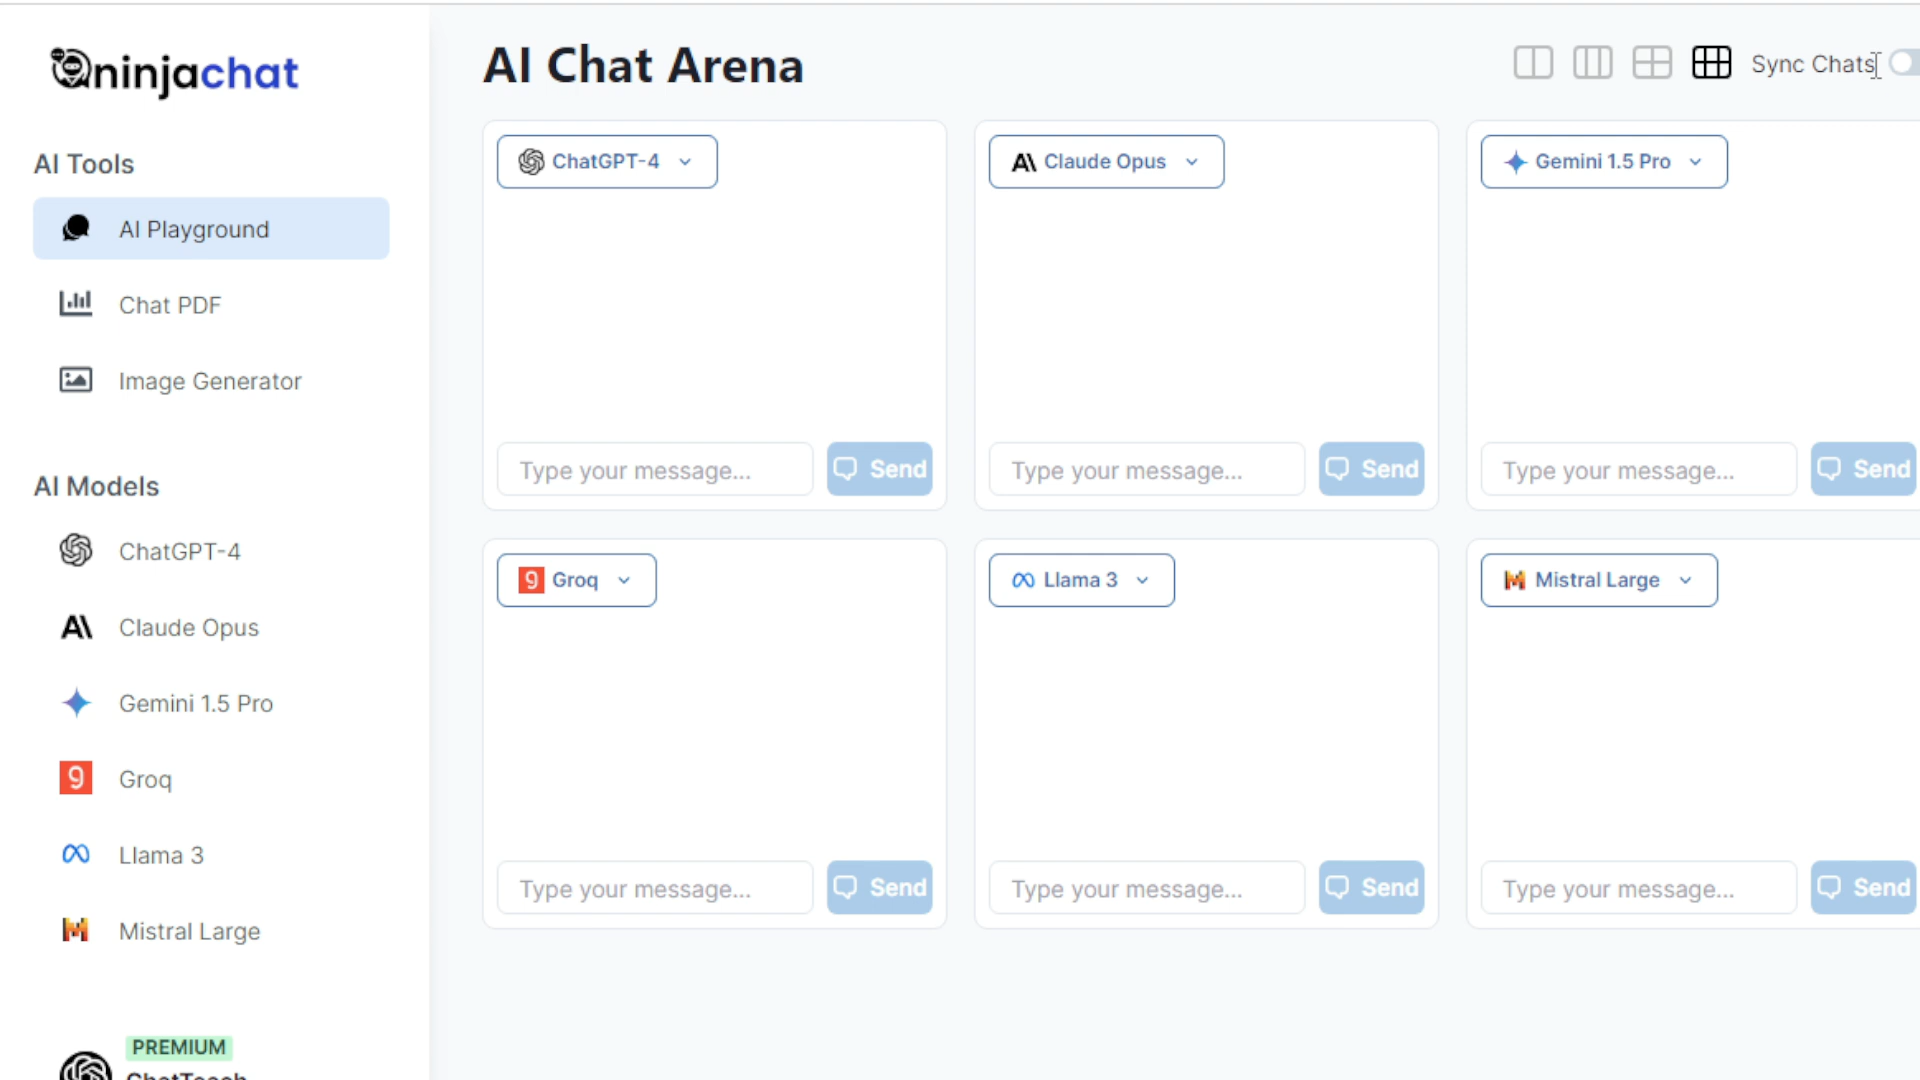 ninjachat
AI Tools
AI Playground
Chat PDF
Image Generator
AI Models
ChatGPT-4
Claude Opus
Gemini 1.5 Pro
Groq
Llama 3
Mistral Large
PREMIUM
AI Chat Arena
Sync Chats
ChatGPT-4
Type your message...
Send
Claude Opus
Type your message...
Send
Gemini 1.5 Pro
Type your message...
Send
Groq
Type your message...
Send
Llama 3
Type your message...
Send
Mistral Large
Type your message...
Send